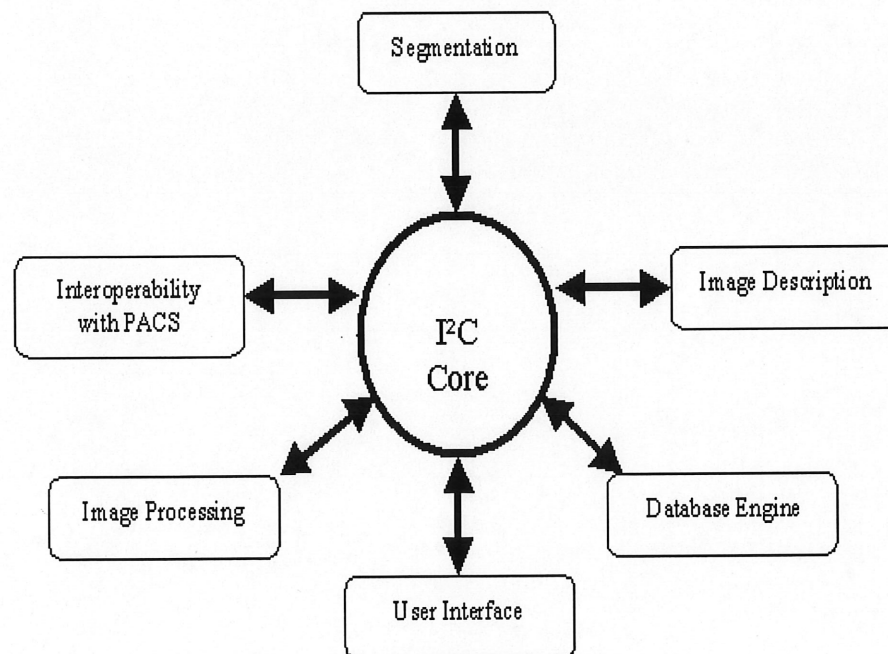 Segmentation
Interoperability
with PACS
Image Description
I²C
Core
Image Processing
Database Engine
User Interface